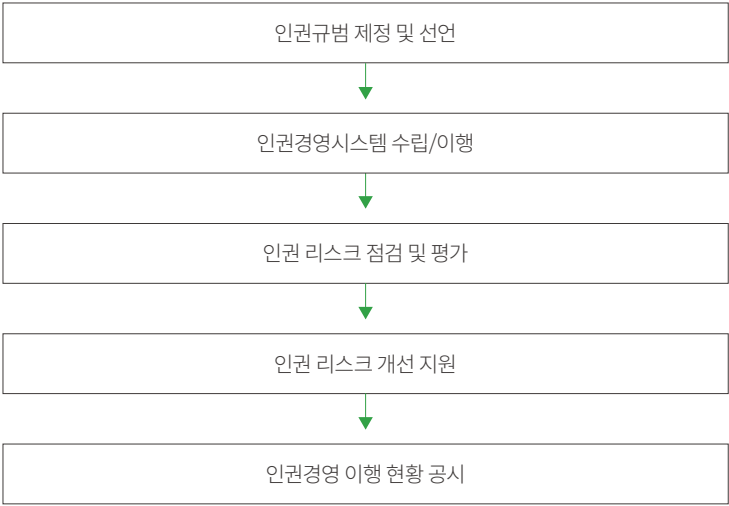 인권규범 제정 및 선언
인권경영시스템 수립/이행
인권 리스크 점검 및 평가
인권 리스크 개선 지원
인권경영 이행 현황 공시